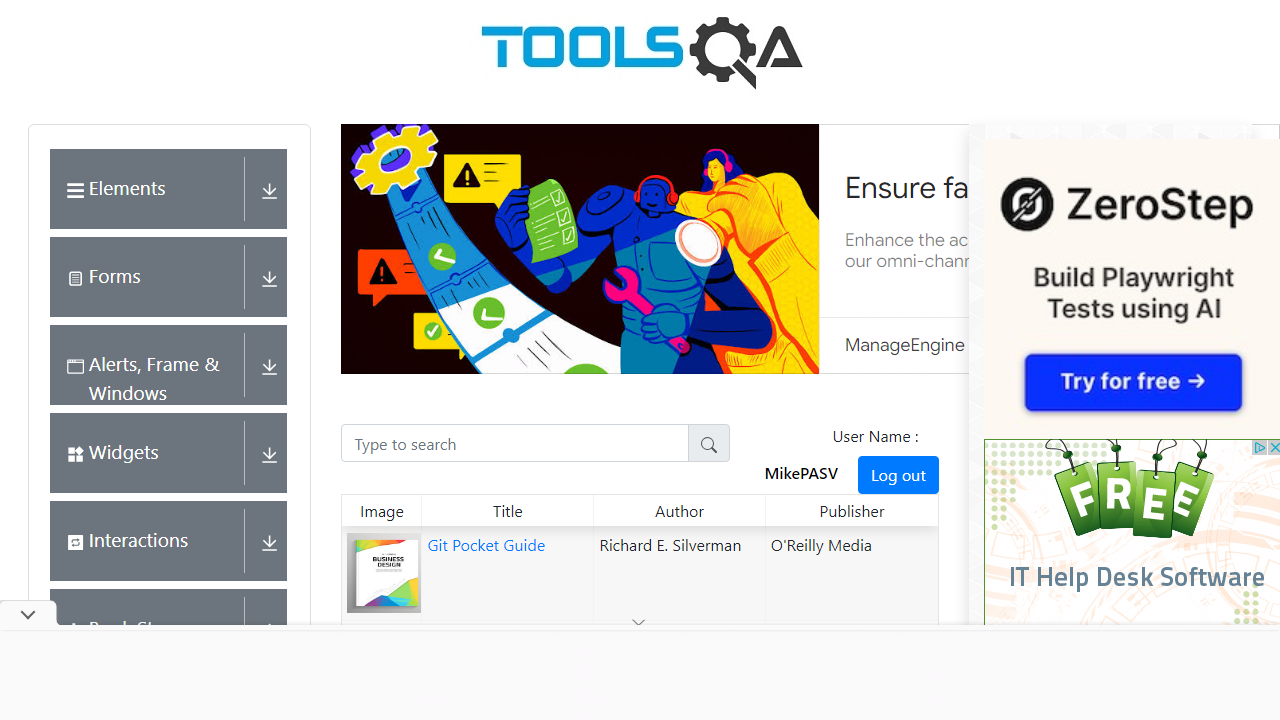 TOOLSQA
Elements
Forms
Alerts, Frame &
Windows
Widgets
Interactions
Ensure fa
Enhance the ac
our omni-chann
ManageEngine
ZeroStep
Build Playwright
Tests using AI
Try for free →
FREE
IT Help Desk Software
Type to search
User Name :
MikePASV
Log out
Image
Title
Author
Publisher
BUSINESS
DESIGN
Git Pocket Guide
Richard E. Silverman
O'Reilly Media